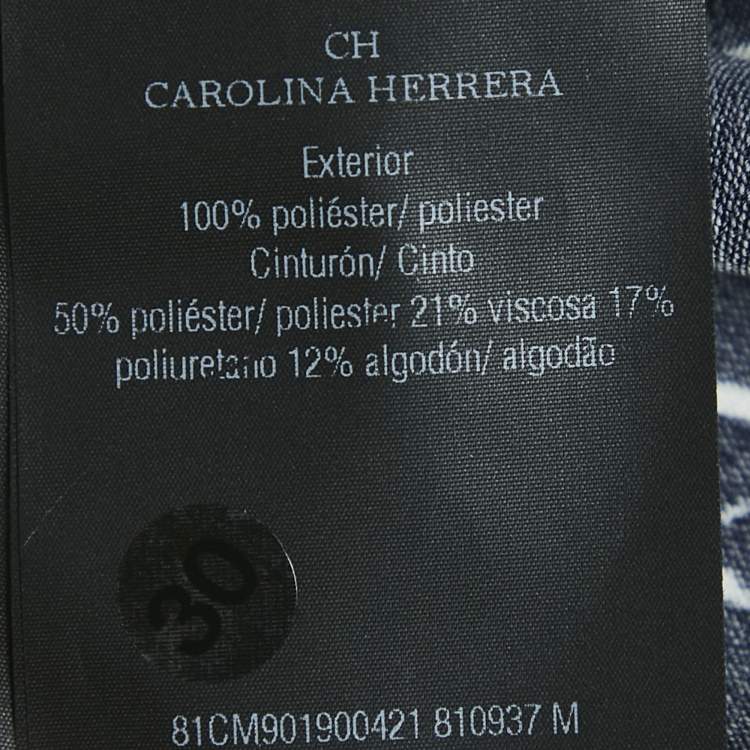 CH
CAROLINA HERRERA
Exterior
100% poliéster/ poliester
Cinturón/ Cinto
50% poliéster/ poliester 21% viscosa 17%
poliuretano 12% algodón/ algodão
30
81CM901900421 810937 M